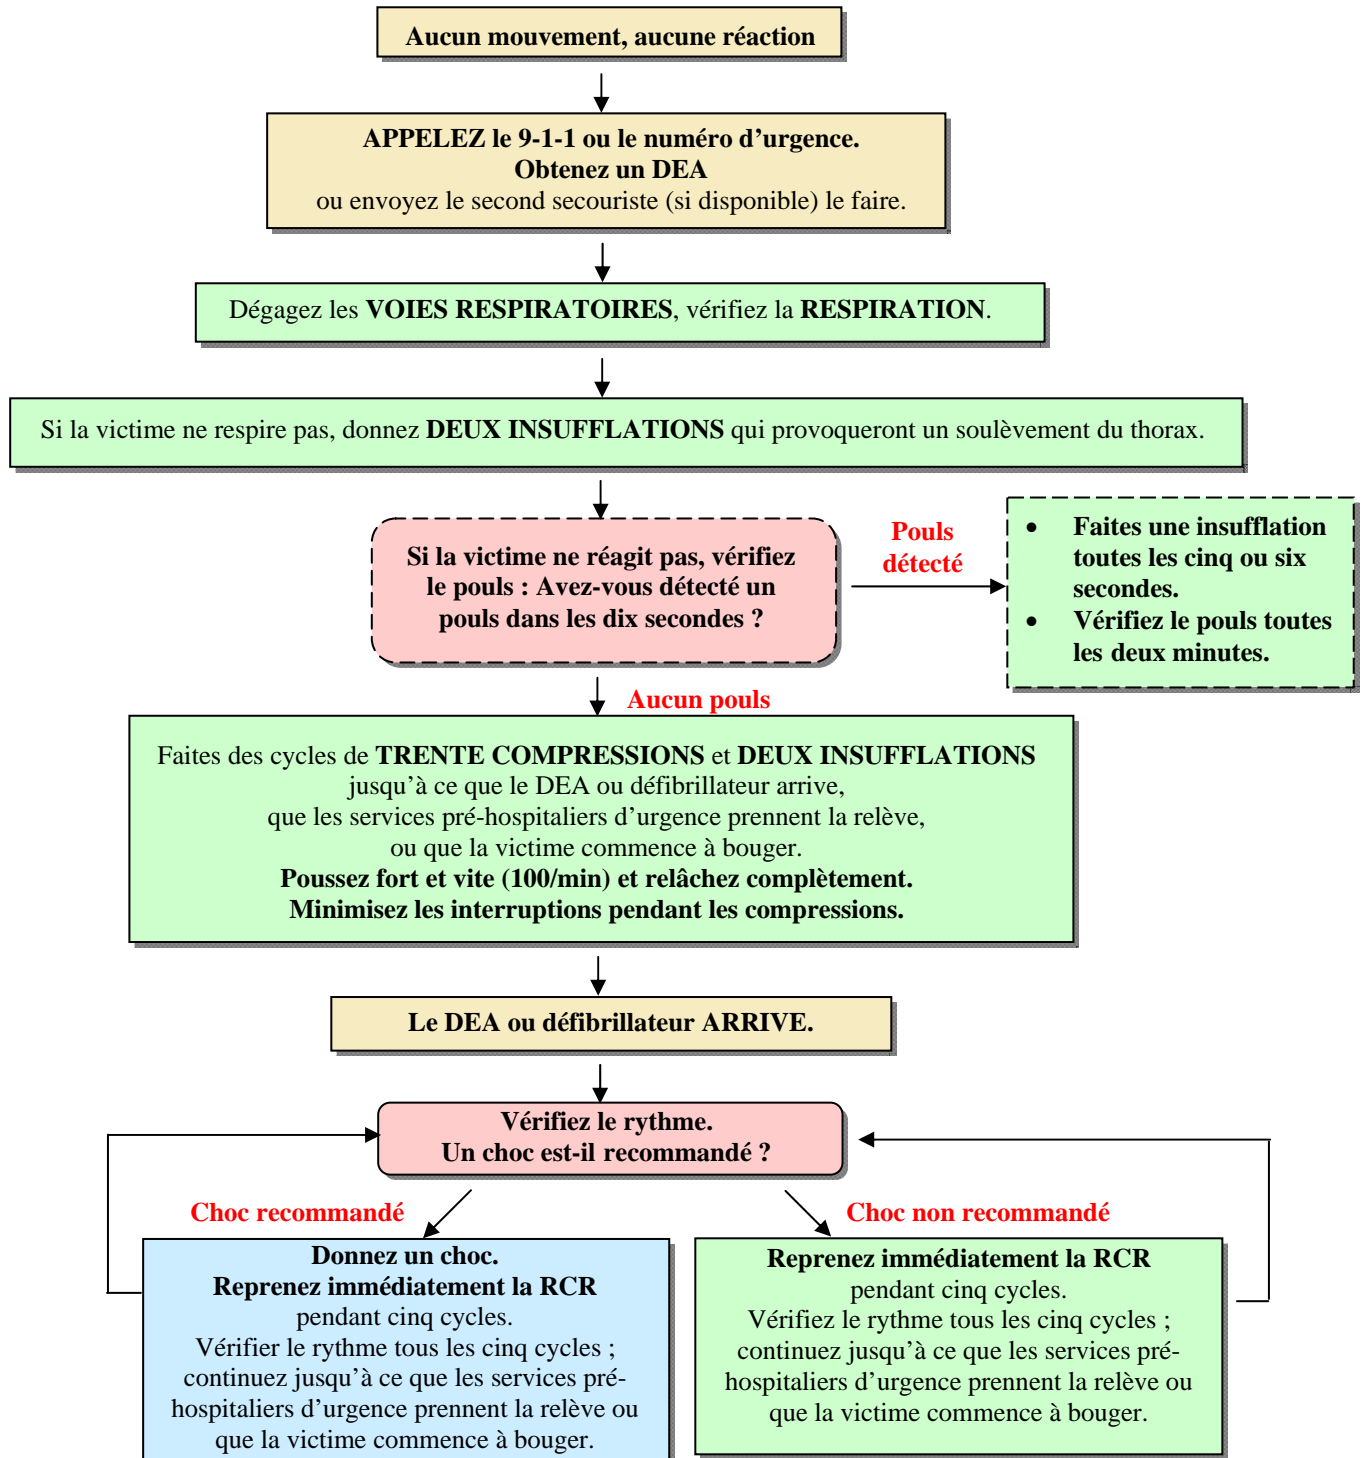 Aucun mouvement, aucune réaction
APPELEZ le 9-1-1 ou le numéro d'urgence.
Obtenez un DEA
ou envoyez le second secouriste (si disponible) le faire.
Dégagez les VOIES RESPIRATOIRES, vérifiez la RESPIRATION.
Si la victime ne respire pas, donnez DEUX INSUFFLATIONS qui provoqueront un soulèvement du thorax.
Si la victime ne réagit pas, vérifiez
le pouls : Avez-vous détecté un
pouls dans les dix secondes ?
Pouls
détecté
• Faites une insufflation
toutes les cinq ou six
secondes.
• Vérifiez le pouls toutes
les deux minutes.
Aucun pouls
Faites des cycles de TRENTE COMPRESSIONS et DEUX INSUFFLATIONS
jusqu'à ce que le DEA ou défibrillateur arrive,
que les services pré-hospitaliers d'urgence prennent la relève,
ou que la victime commence à bouger.
Poussez fort et vite (100/min) et relâchez complètement.
Minimisez les interruptions pendant les compressions.
Le DEA ou défibrillateur ARRIVE.
Vérifiez le rythme.
Un choc est-il recommandé ?
Choc recommandé
Donnez un choc.
Reprenez immédiatement la RCR
pendant cinq cycles.
Vérifier le rythme tous les cinq cycles ;
continuez jusqu'à ce que les services pré-
hospitaliers d'urgence prennent la relève ou
que la victime commence à bouger.
Choc non recommandé
Reprenez immédiatement la RCR
pendant cinq cycles.
Vérifiez le rythme tous les cinq cycles ;
continuez jusqu'à ce que les services pré-
hospitaliers d'urgence prennent la relève ou
que la victime commence à bouger.